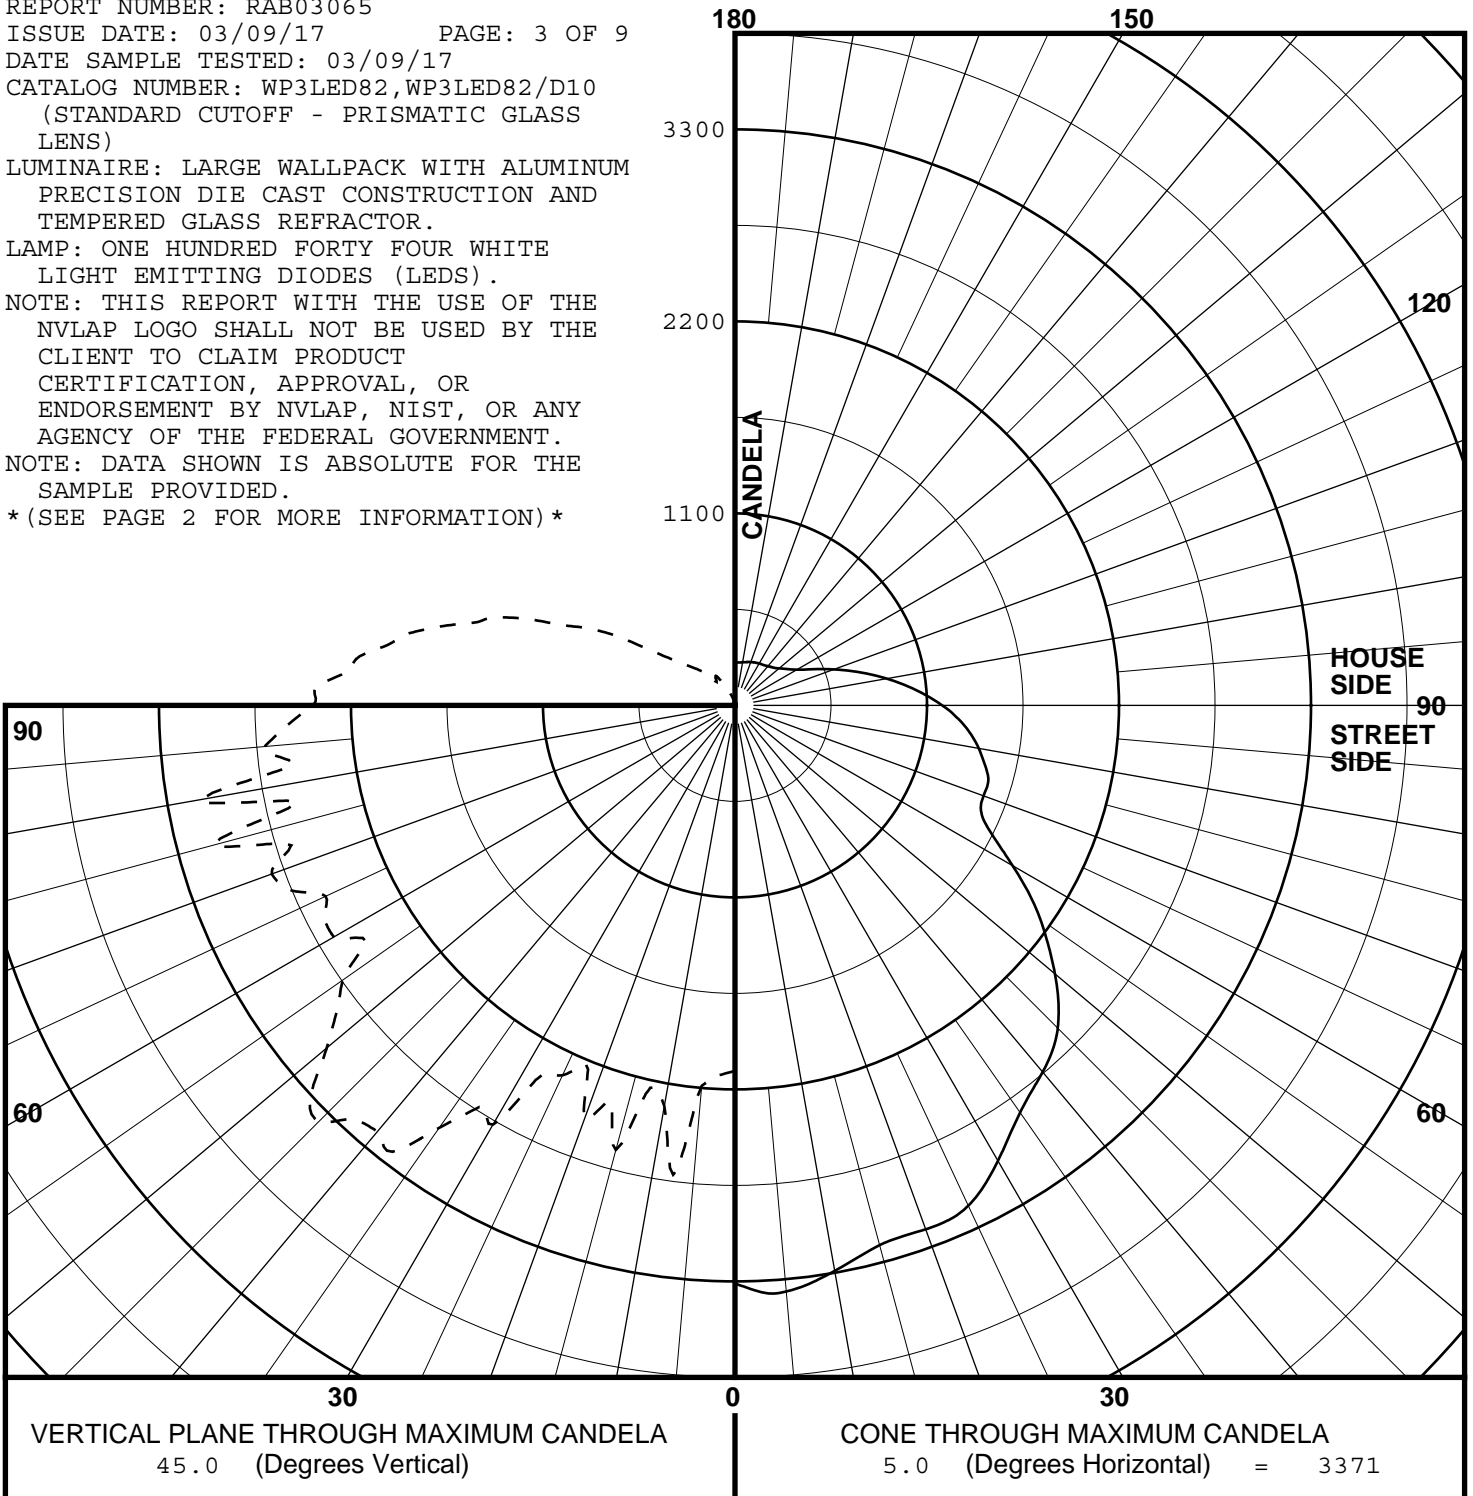 REPORT NUMBER: RAB03065
ISSUE DATE: 03/09/17 PAGE: 3 OF 9
DATE SAMPLE TESTED: 03/09/17
CATALOG NUMBER: WP3LED82,WP3LED82/D10
(STANDARD CUTOFF - PRISMATIC GLASS
LENS)
LUMINAIRE: LARGE WALLPACK WITH ALUMINUM
PRECISION DIE CAST CONSTRUCTION AND
TEMPERED GLASS REFRACTOR.
LAMP: ONE HUNDRED FORTY FOUR WHITE
LIGHT EMITTING DIODES (LEDS).
NOTE: THIS REPORT WITH THE USE OF THE
NVLAP LOGO SHALL NOT BE USED BY THE
CLIENT TO CLAIM PRODUCT
CERTIFICATION, APPROVAL, OR
ENDORSEMENT BY NVLAP, NIST, OR ANY
AGENCY OF THE FEDERAL GOVERNMENT.
NOTE: DATA SHOWN IS ABSOLUTE FOR THE
SAMPLE PROVIDED.
*(SEE PAGE 2 FOR MORE INFORMATION)*
180 150
3300
120
2200
CANDELA
1100
HOUSE
SIDE
90 90
STREET
SIDE
60 60
30 0 30
VERTICAL PLANE THROUGH MAXIMUM CANDELA
45.0 (Degrees Vertical)
CONE THROUGH MAXIMUM CANDELA
5.0 (Degrees Horizontal) = 3371